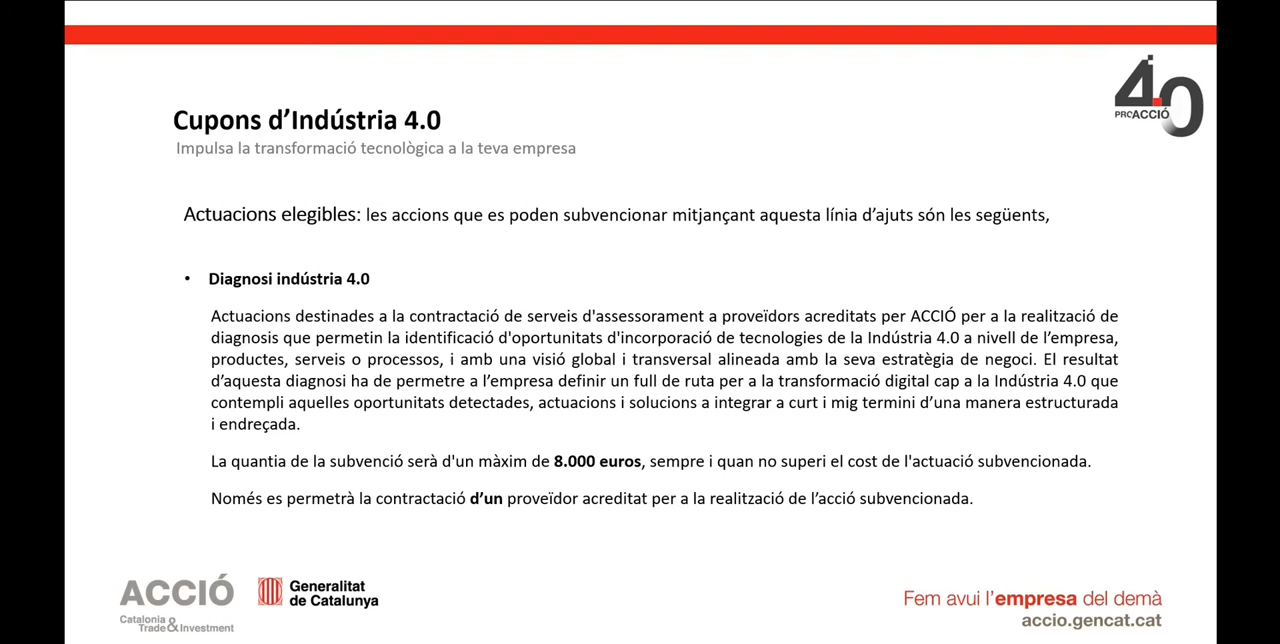 4.0
PROACCIÓ
Cupons d’Indústria 4.0
Impulsa la transformació tecnològica a la teva empresa
Actuacions elegibles: les accions que es poden subvencionar mitjançant aquesta línia d’ajuts són les següents,
• Diagnosi indústria 4.0
Actuacions destinades a la contractació de serveis d'assessorament a proveïdors acreditats per ACCIÓ per a la realització de
diagnosis que permetin la identificació d'oportunitats d'incorporació de tecnologies de la Indústria 4.0 a nivell de l’empresa,
productes, serveis o processos, i amb una visió global i transversal alineada amb la seva estratègia de negoci. El resultat
d’aquesta diagnosi ha de permetre a l’empresa definir un full de ruta per a la transformació digital cap a la Indústria 4.0 que
contempli aquelles oportunitats detectades, actuacions i solucions a integrar a curt i mig termini d’una manera estructurada
i endreçada.
La quantia de la subvenció serà d'un màxim de 8.000 euros, sempre i quan no superi el cost de l'actuació subvencionada.
Només es permetrà la contractació d’un proveïdor acreditat per a la realització de l’acció subvencionada.
ACCIÓ
Catalonia
Trade & Investment
Generalitat
de Catalunya
Fem avui l’empresa del demà
accio.gencat.cat